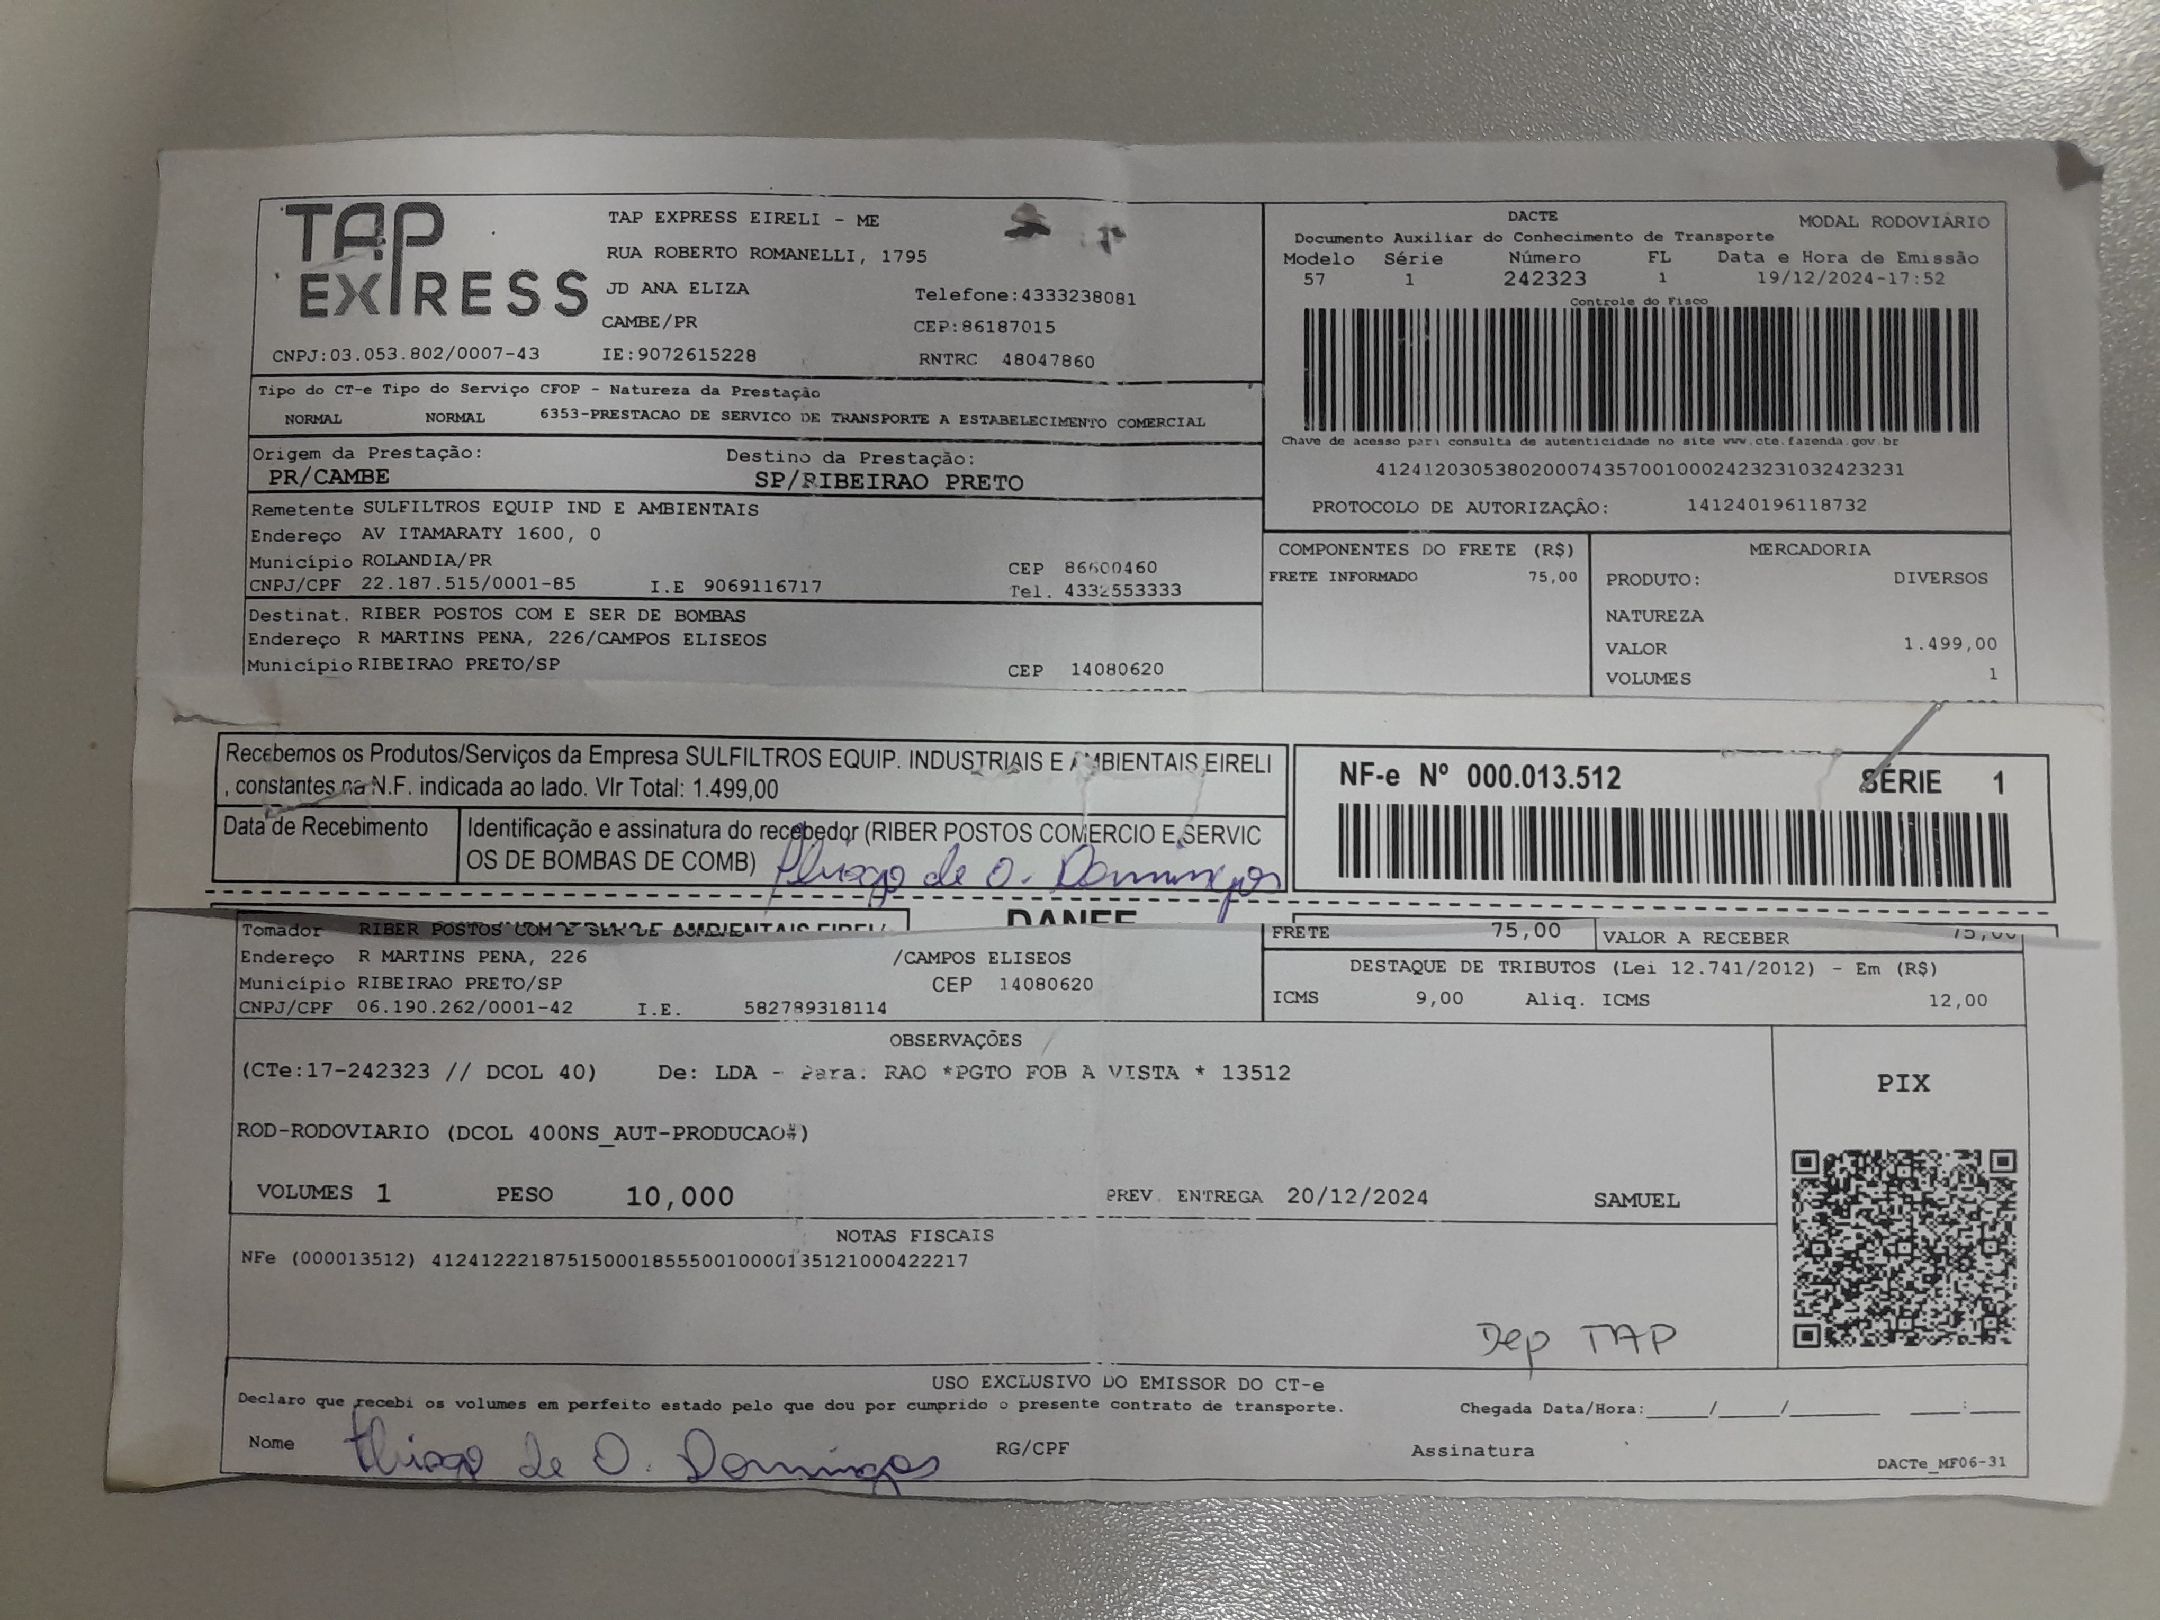 TAP EXPRESS
TAP EXPRESS EIRELI - ME
RUA ROBERTO ROMANELLI, 1795
JD ANA ELIZA
Telefone:4333238081
CAMBE/PR
CEP:86187015
CNPJ:03.053.802/0007-43 IE:9072615228 RNTRC 48047860
DACTE MODAL RODOVIÁRIO
Documento Auxiliar do Conhecimento de Transporte
Modelo Série Número FL Data e Hora de Emissão
57 1 242323 1 19/12/2024-17:52
Controle do Fisco
Chave de acesso para consulta de autenticidade no site www.cte.fazenda.gov.br
41241203053802000743570010002423231032423231
PROTOCOLO DE AUTORIZAÇÂO: 141240196118732
Tipo do CT-e Tipo do Serviço CFOP - Natureza da Prestação
NORMAL NORMAL 6353-PRESTACAO DE SERVICO DE TRANSPORTE A ESTABELECIMENTO COMERCIAL
Origem da Prestação: Destino da Prestação:
PR/CAMBE SP/RIBEIRAO PRETO
Remetente SULFILTROS EQUIP IND E AMBIENTAIS
Endereço AV ITAMARATY 1600, 0
Município ROLANDIA/PR CEP 86600460
CNPJ/CPF 22.187.515/0001-85 I.E 9069116717 Tel. 4332553333
Destinat. RIBER POSTOS COM E SER DE BOMBAS
Endereço R MARTINS PENA, 226/CAMPOS ELISEOS
Município RIBEIRAO PRETO/SP CEP 14080620
COMPONENTES DO FRETE (R$)
FRETE INFORMADO 75,00
MERCADORIA
PRODUTO: DIVERSOS
NATUREZA
VALOR 1.499,00
VOLUMES 1
Recebemos os Produtos/Serviços da Empresa SULFILTROS EQUIP. INDUSTRIAIS E AMBIENTAIS EIRELI
, constantes na N.F. indicada ao lado. Vlr Total: 1.499,00
Data de Recebimento
Identificação e assinatura do recebedor (RIBER POSTOS COMERCIO E SERVIC
OS DE BOMBAS DE COMB) Thiago de O. Domingos
NF-e Nº 000.013.512 SÉRIE 1
DANFE
Tomador RIBER POSTOS
FRETE 75,00 VALOR A RECEBER 75,00
Endereço R MARTINS PENA, 226 /CAMPOS ELISEOS
Município RIBEIRAO PRETO/SP CEP 14080620
CNPJ/CPF 06.190.262/0001-42 I.E. 582789318114
DESTAQUE DE TRIBUTOS (Lei 12.741/2012) - Em (R$)
ICMS 9,00 Aliq. ICMS 12,00
OBSERVAÇÕES
(CTe:17-242323 // DCOL 40) De: LDA - Para: RAO *PGTO FOB A VISTA * 13512
ROD-RODOVIARIO (DCOL 400NS_AUT-PRODUCAO#)
VOLUMES 1 PESO 10,000 PREV. ENTREGA 20/12/2024 SAMUEL
PIX
NOTAS FISCAIS
NFe (000013512) 41241222187515000185550010000135121000422217
Dep TAP
USO EXCLUSIVO DO EMISSOR DO CT-e
Declaro que recebi os volumes em perfeito estado pelo que dou por cumprido o presente contrato de transporte.
Chegada Data/Hora:____/____/______ ____:____
Nome Thiago de O. Domingos RG/CPF Assinatura
DACTe_MF06-31